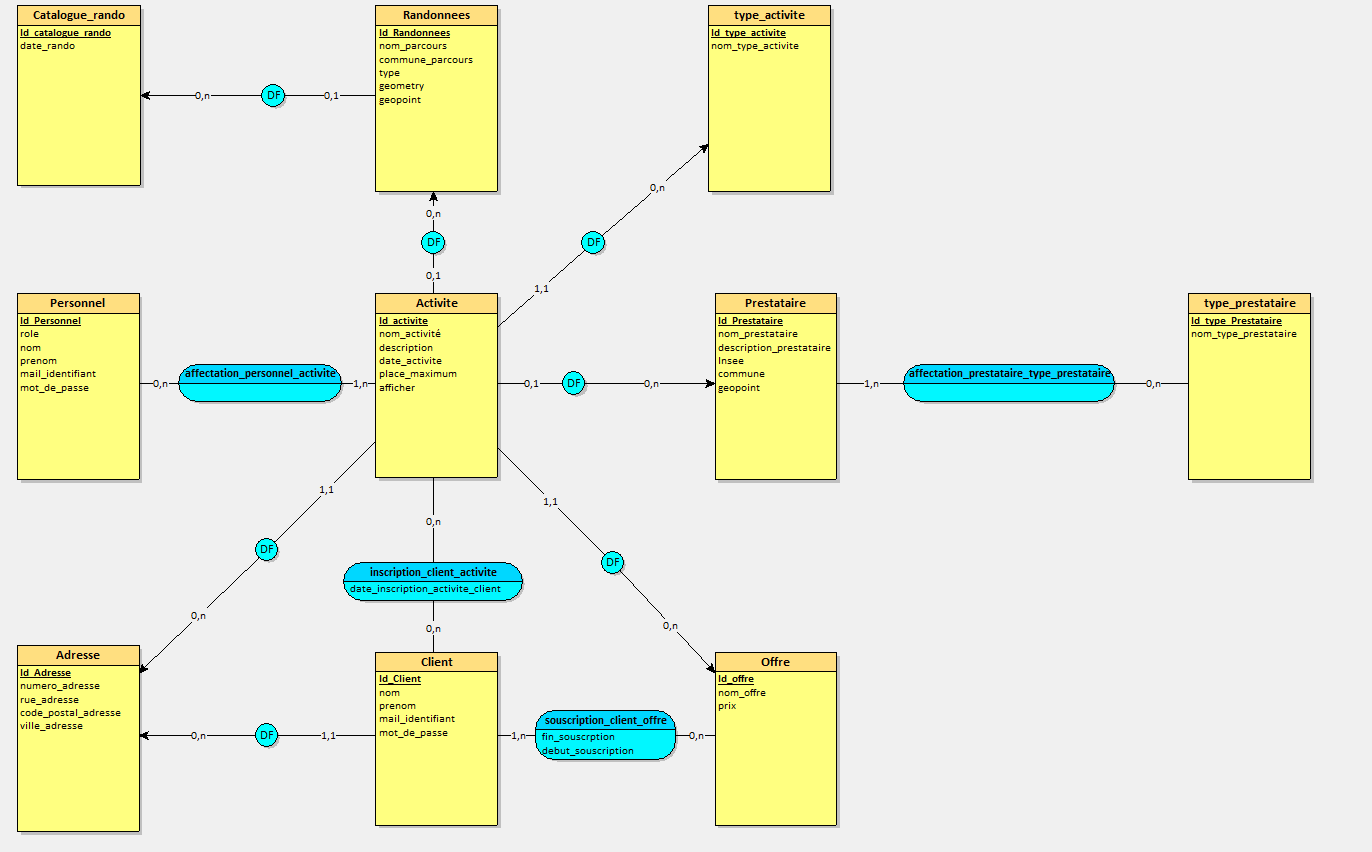 Catalogue_rando
Id_catalogue_rando
date_rando
0,n
DF
0,1
Randonnees
Id_Randonnees
nom_parcours
commune_parcours
type
geometry
geopoint
type_activite
Id_type_activite
nom_type_activite
0,n
DF
0,1
0,n
DF
1,1
Personnel
Id_Personnel
role
nom
prenom
mail_identifiant
mot_de_passe
0,n
affectation_personnel_activite
1,n
Activite
Id_activite
nom_activité
description
date_activite
place_maximum
afficher
0,1
DF
0,n
Prestataire
Id_Prestataire
nom_prestataire
description_prestataire
Insee
commune
geopoint
1,n
affectation_prestataire_type_prestataire
0,n
type_prestataire
Id_type_Prestataire
nom_type_prestataire
1,1
DF
0,n
0,n
inscription_client_activite
date_inscription_activite_client
0,n
1,1
DF
0,n
Adresse
Id_Adresse
numero_adresse
rue_adresse
code_postal_adresse
ville_adresse
0,n
DF
1,1
Client
Id_Client
nom
prenom
mail_identifiant
mot_de_passe
1,n
souscription_client_offre
fin_souscrption
debut_souscription
0,n
Offre
Id_offre
nom_offre
prix